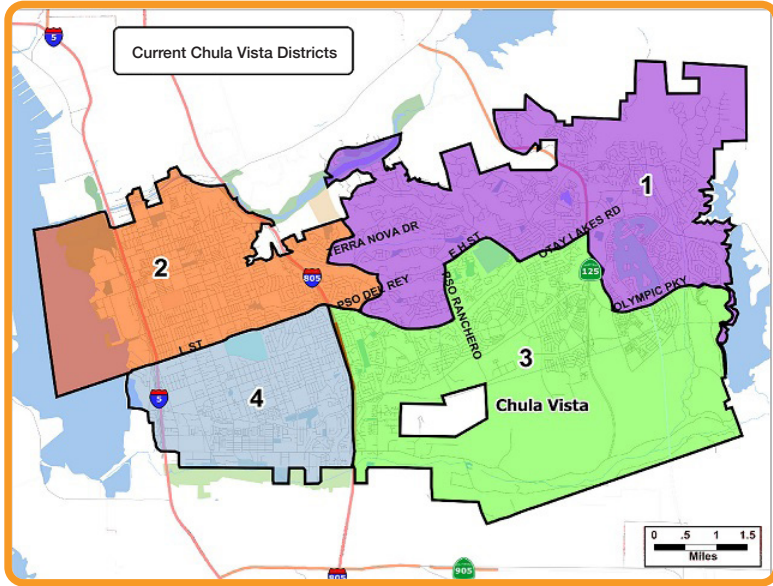 5
Current Chula Vista Districts
1
ERRA NOVA DR
E H ST
OTAY LAKES RD
2
805
125
PSO DEL REY
PSO RANCHERO
OLYMPIC PKY
L ST
3
4
5
Chula Vista
0 .5 1 1.5
Miles
805
905